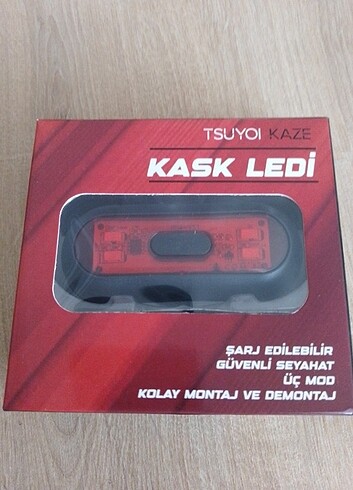 TSUYOI KAZE
KASK LEDİ
ŞARJ EDİLEBİLİR
GÜVENLİ SEYAHAT
ÜÇ MOD
KOLAY MONTAJ VE DEMONTAJ